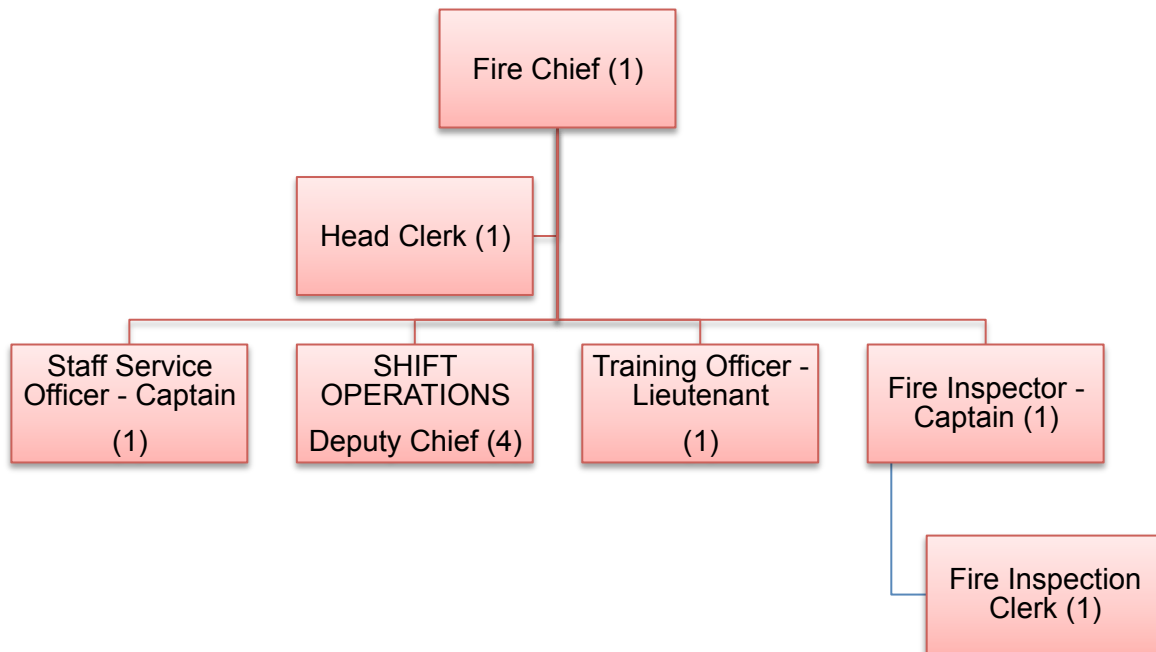 Fire Chief (1)
Head Clerk (1)
Staff Service
Officer - Captain
(1)
SHIFT
OPERATIONS
Deputy Chief (4)
Training Officer -
Lieutenant
(1)
Fire Inspector -
Captain (1)
Fire Inspection
Clerk (1)